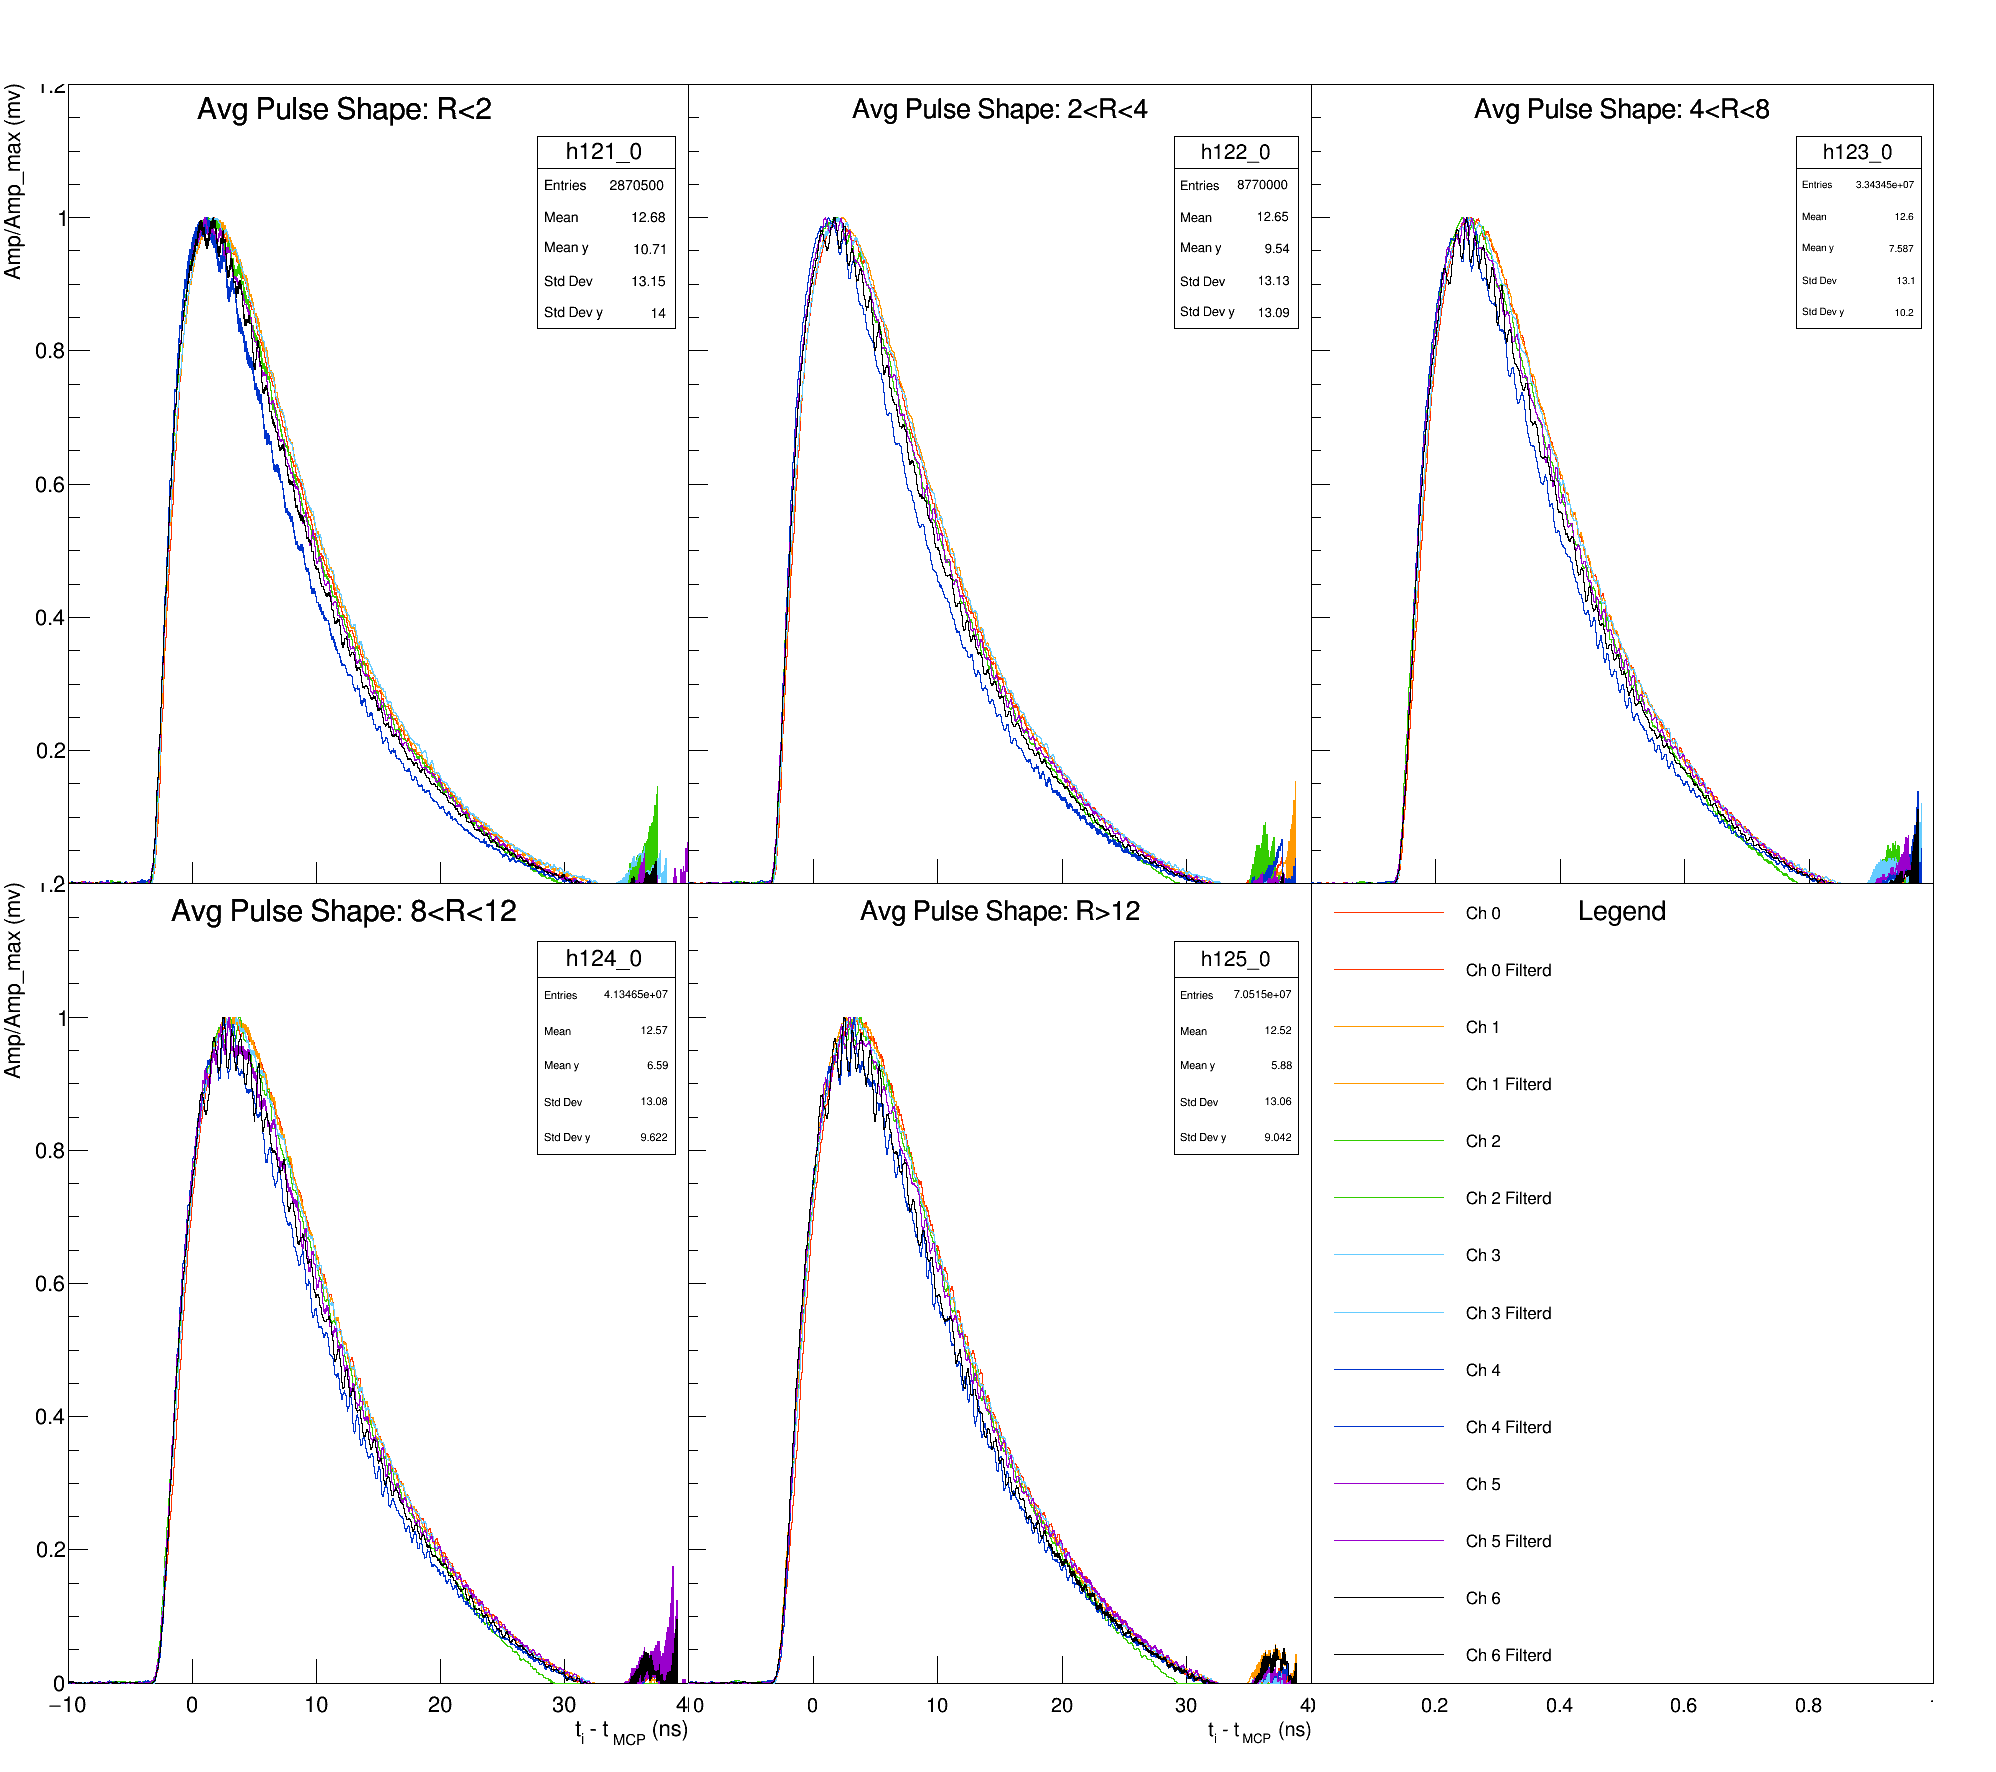 Avg Pulse Shape: R<2
Amp/Amp_max (mv)
1.2
1
0.8
0.6
0.4
0.2
h121_0
Entries 2870500
Mean 12.68
Mean y 10.71
Std Dev 13.15
Std Dev y 14
Avg Pulse Shape: 2<R<4
h122_0
Entries 8770000
Mean 12.65
Mean y 9.54
Std Dev 13.13
Std Dev y 13.09
Avg Pulse Shape: 4<R<8
h123_0
Entries 3.34345e+07
Mean 12.6
Mean y 7.587
Std Dev 13.1
Std Dev y 10.2
Avg Pulse Shape: 8<R<12
Amp/Amp_max (mv)
1.2
1
0.8
0.6
0.4
0.2
0
h124_0
Entries 4.13465e+07
Mean 12.57
Mean y 6.59
Std Dev 13.08
Std Dev y 9.622
−10 0 10 20 30 40
t_i - t_MCP (ns)
Avg Pulse Shape: R>12
h125_0
Entries 7.0515e+07
Mean 12.52
Mean y 5.88
Std Dev 13.06
Std Dev y 9.042
0 10 20 30 40
t_i - t_MCP (ns)
Legend
Ch 0
Ch 0 Filterd
Ch 1
Ch 1 Filterd
Ch 2
Ch 2 Filterd
Ch 3
Ch 3 Filterd
Ch 4
Ch 4 Filterd
Ch 5
Ch 5 Filterd
Ch 6
Ch 6 Filterd
0.2 0.4 0.6 0.8